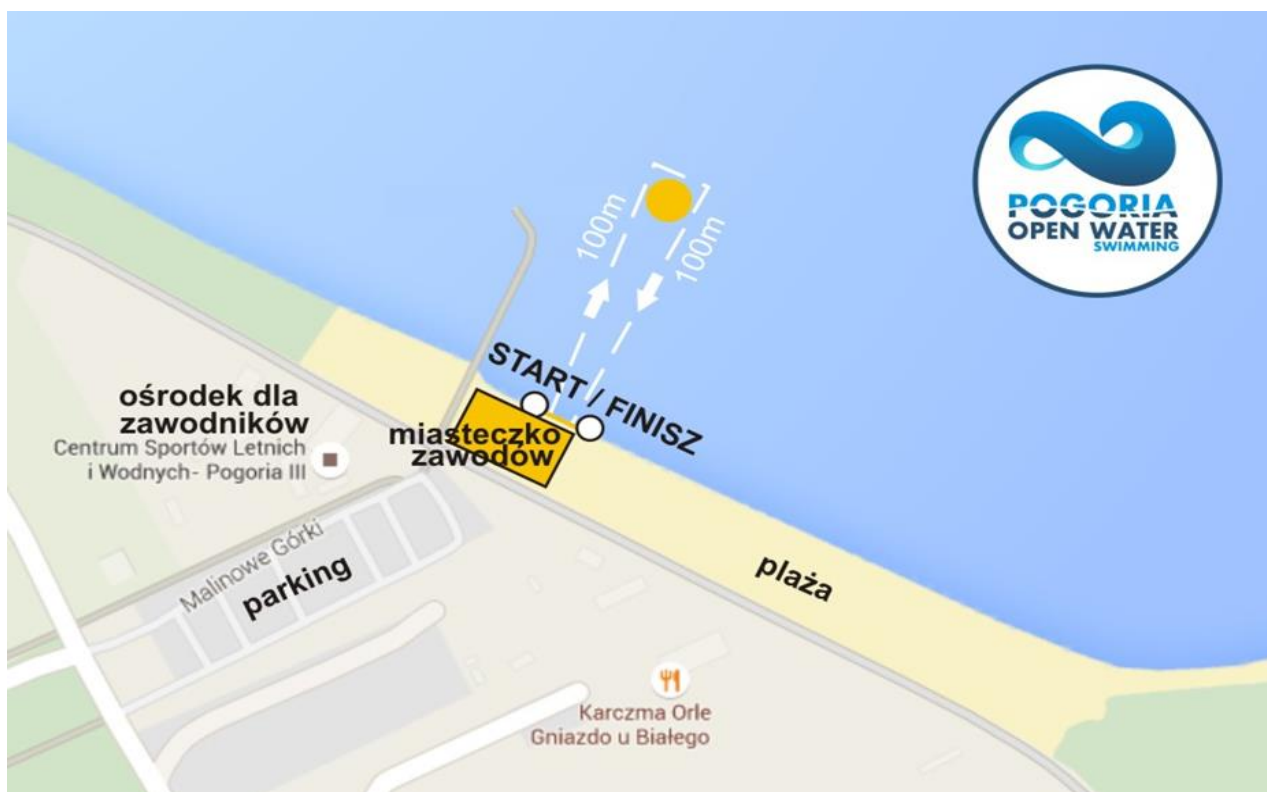 POGORIA
OPEN WATER
SWIMMING
100m
100m
START / FINISZ
ośrodek dla
zawodników
Centrum Sportów Letnich
i Wodnych- Pogoria III
miasteczko
zawodów
Malinowe Górki
parking
plaża
Karczma Orle
Gniazdo u Białego